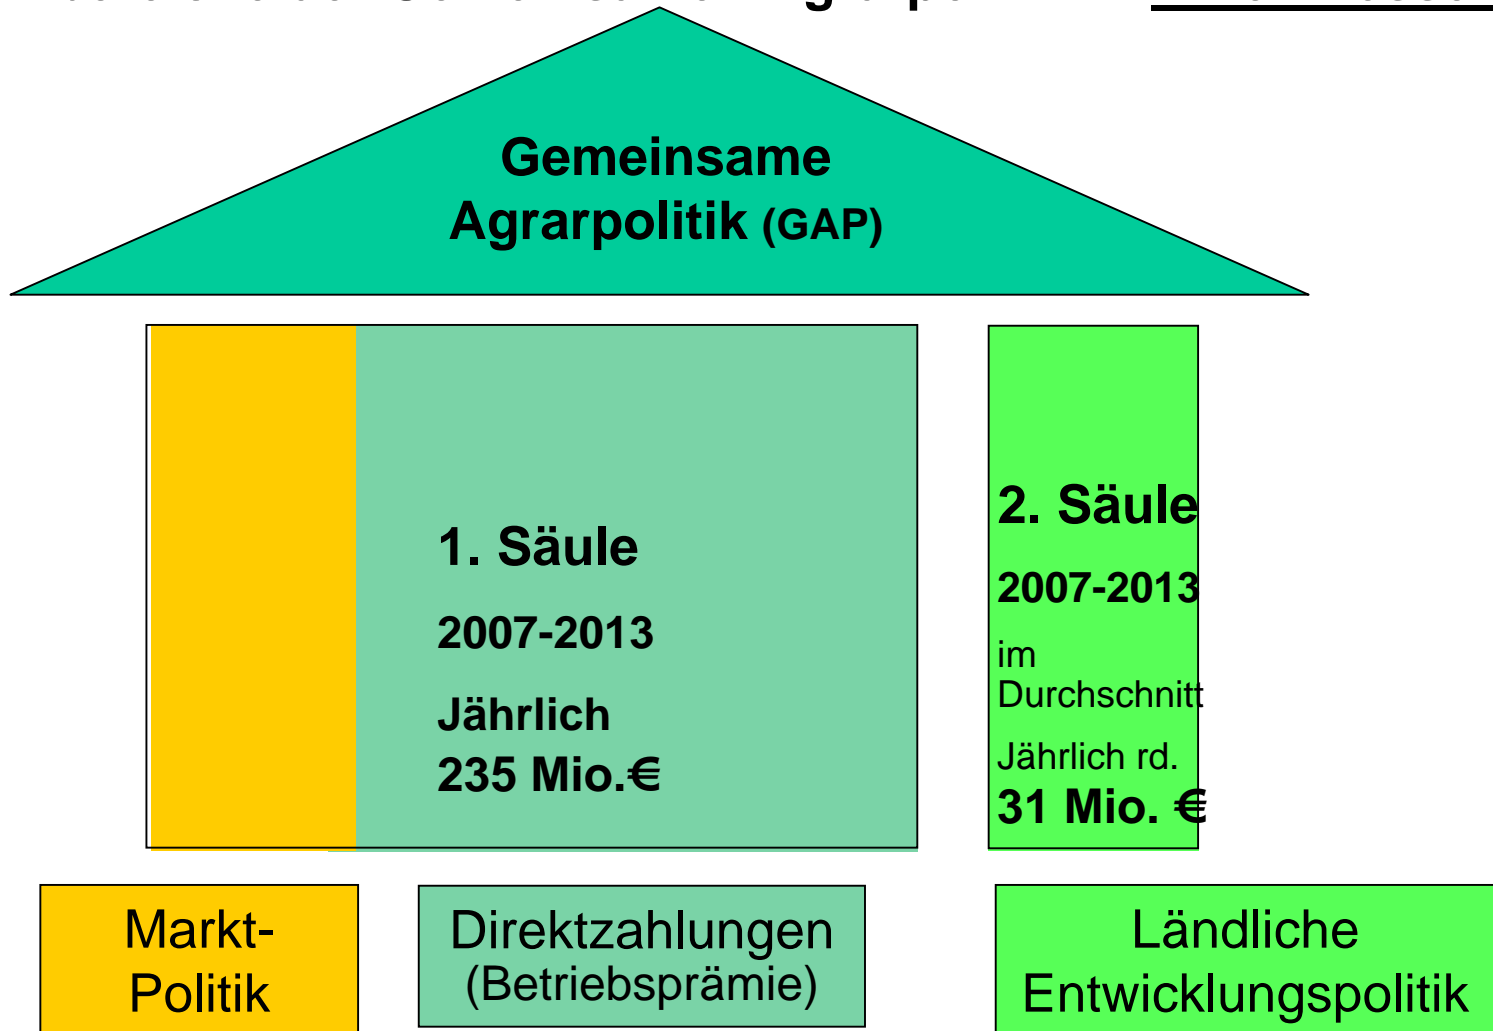 Gemeinsame
Agrarpolitik (GAP)
1. Säule
2007-2013
Jährlich
235 Mio.€
2. Säule
2007-2013
im
Durchschnitt
Jährlich rd.
31 Mio. €
Markt-
Politik
Direktzahlungen
(Betriebsprämie)
Ländliche
Entwicklungspolitik